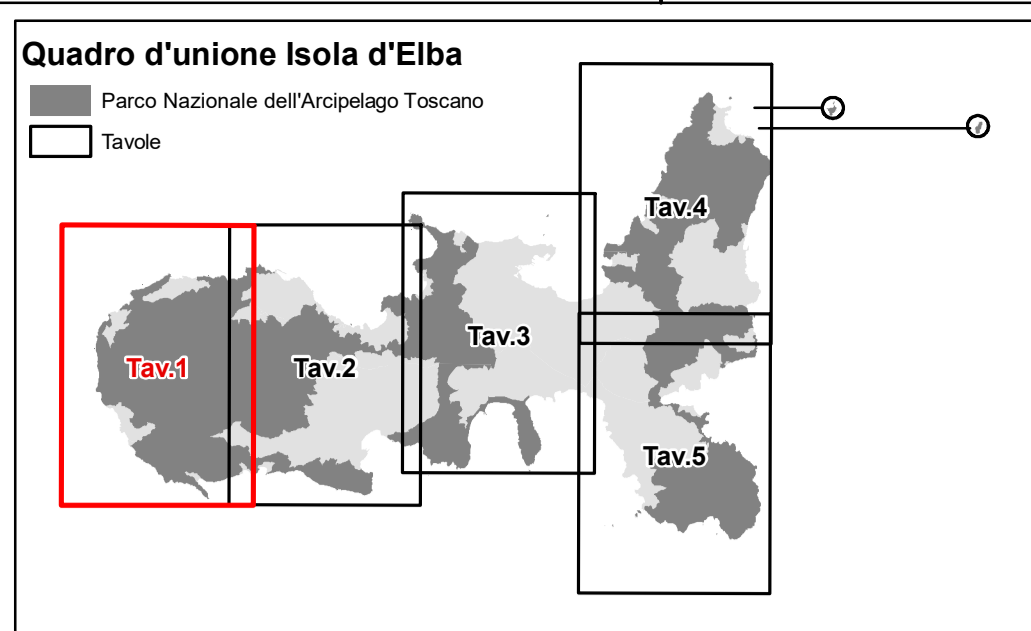 Quadro d'unione Isola d'Elba
Parco Nazionale dell'Arcipelago Toscano
Tavole
Tav.4
Tav.3
Tav.1
Tav.2
Tav.5